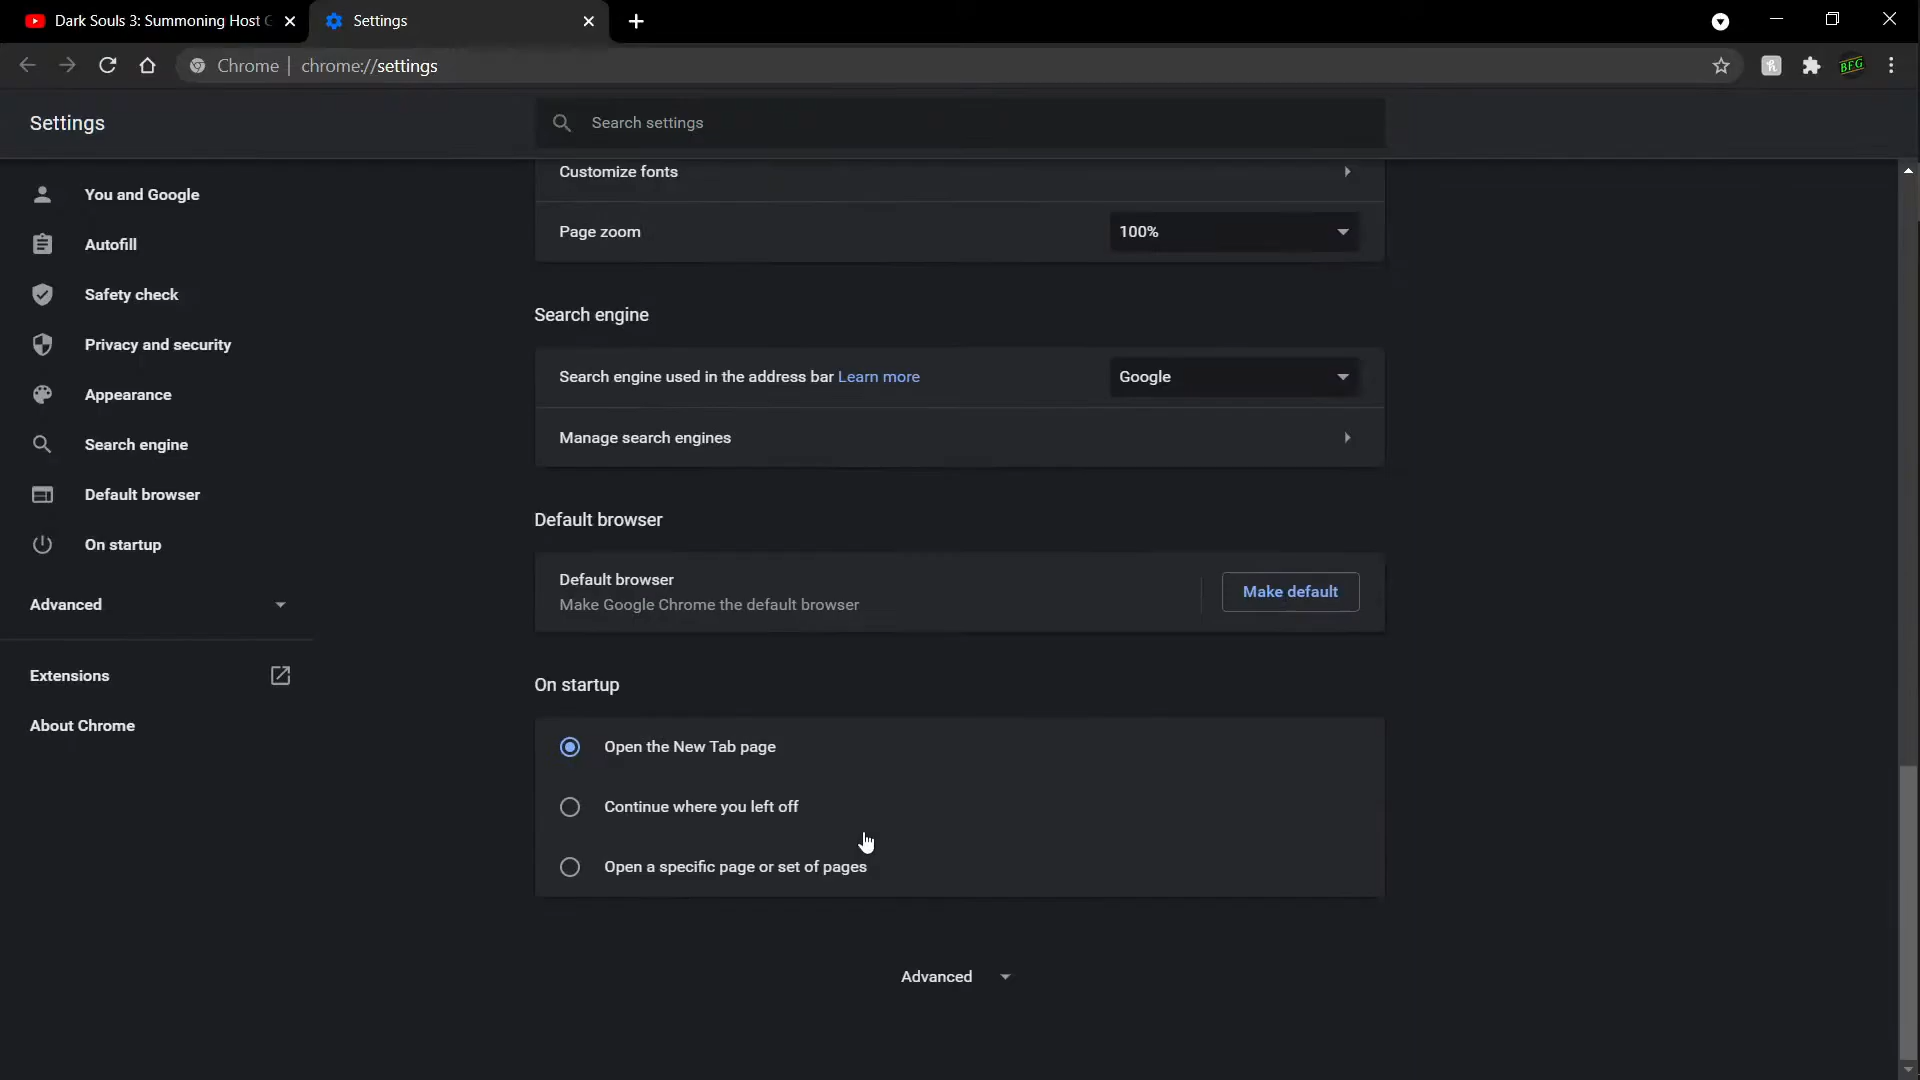 Dark Souls 3: Summoning Host
Settings
Chrome | chrome://settings
BFG
Settings
Search settings
You and Google
Autofill
Safety check
Privacy and security
Appearance
Search engine
Default browser
On startup
Advanced
Extensions
About Chrome
Customize fonts
Page zoom
100%
Search engine
Search engine used in the address bar Learn more
Google
Manage search engines
Default browser
Default browser
Make Google Chrome the default browser
Make default
On startup
Open the New Tab page
Continue where you left off
Open a specific page or set of pages
Advanced